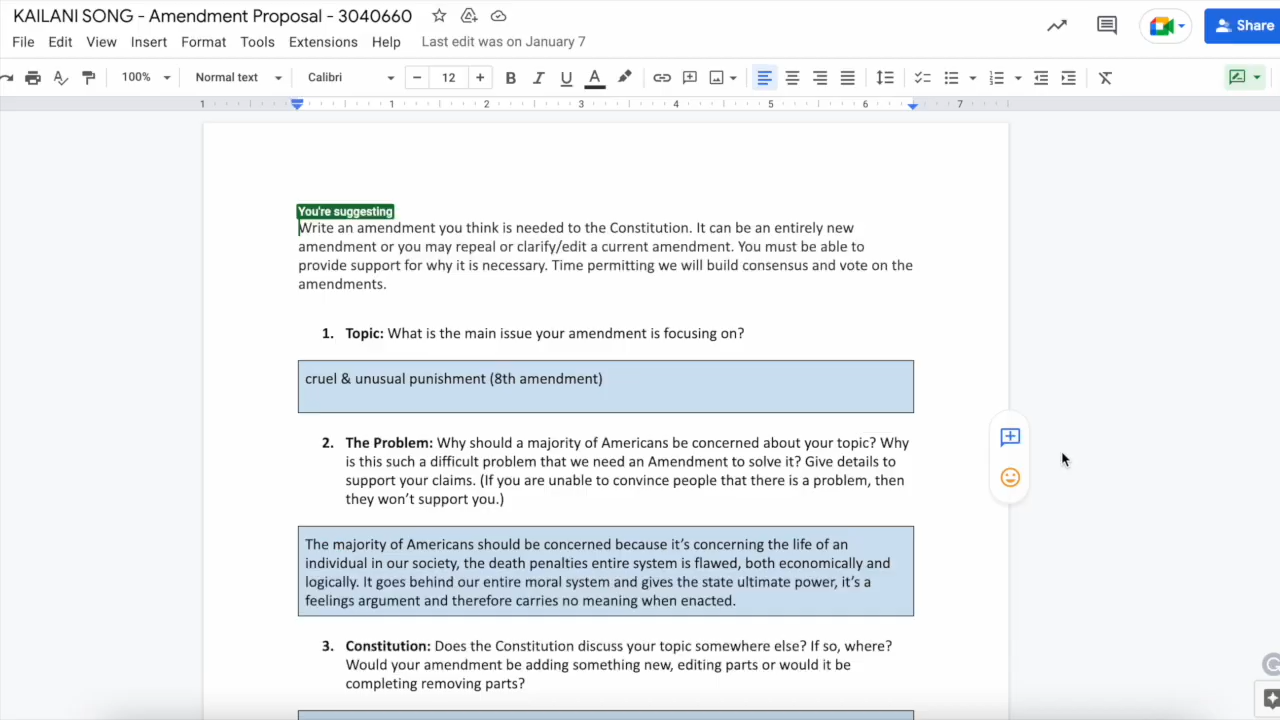 KAILANI SONG - Amendment Proposal - 3040660
File Edit View Insert Format Tools Extensions Help Last edit was on January 7
Share
100% Normal text Calibri − 12 + B I U A
1 1 2 3 4 5 6 7
You're suggesting
Write an amendment you think is needed to the Constitution. It can be an entirely new
amendment or you may repeal or clarify/edit a current amendment. You must be able to
provide support for why it is necessary. Time permitting we will build consensus and vote on the
amendments.
1. Topic: What is the main issue your amendment is focusing on?
cruel & unusual punishment (8th amendment)
2. The Problem: Why should a majority of Americans be concerned about your topic? Why
is this such a difficult problem that we need an Amendment to solve it? Give details to
support your claims. (If you are unable to convince people that there is a problem, then
they won’t support you.)
The majority of Americans should be concerned because it’s concerning the life of an
individual in our society, the death penalties entire system is flawed, both economically and
logically. It goes behind our entire moral system and gives the state ultimate power, it’s a
feelings argument and therefore carries no meaning when enacted.
3. Constitution: Does the Constitution discuss your topic somewhere else? If so, where?
Would your amendment be adding something new, editing parts or would it be
completing removing parts?